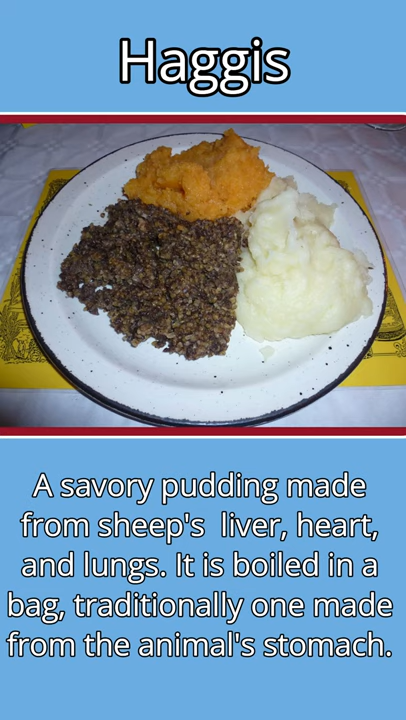 Haggis
A savory pudding made
from sheep's  liver, heart,
and lungs. It is boiled in a
bag, traditionally one made
from the animal's stomach.